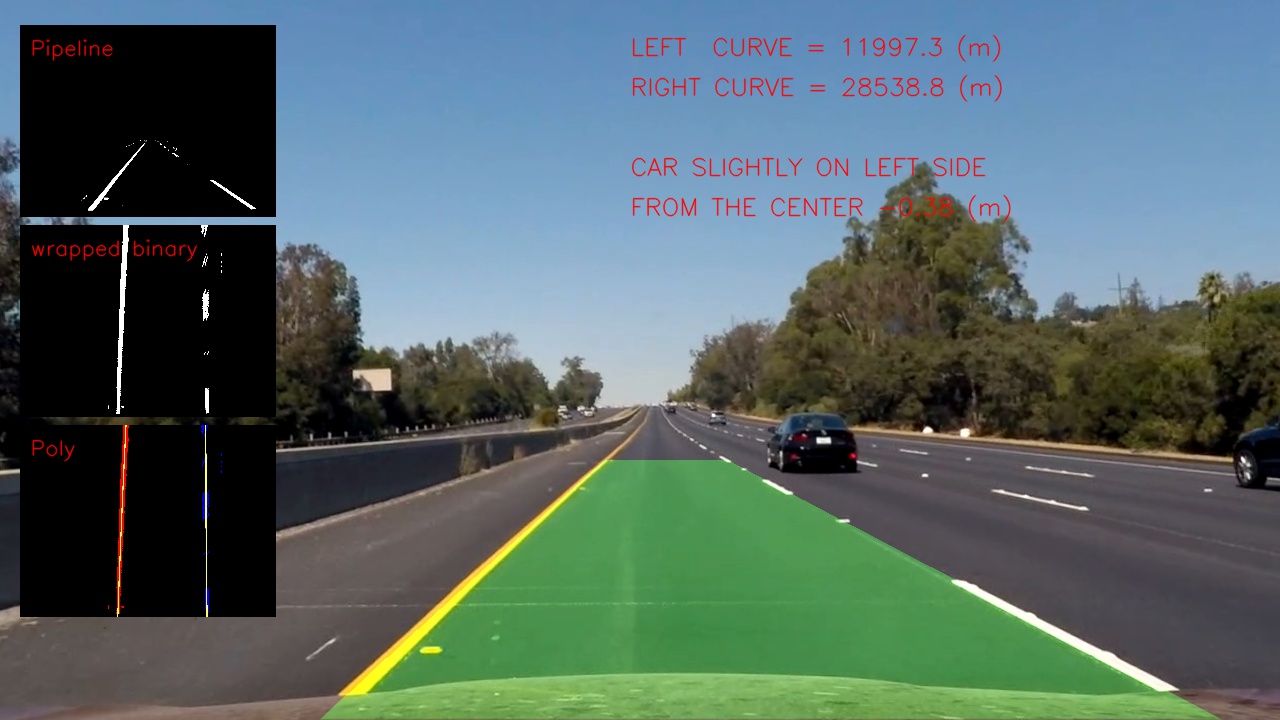 Pipeline
wrapped binary
Poly
LEFT CURVE = 11997.3 (m)
RIGHT CURVE = 28538.8 (m)
CAR SLIGHTLY ON LEFT SIDE
FROM THE CENTER -0.38 (m)